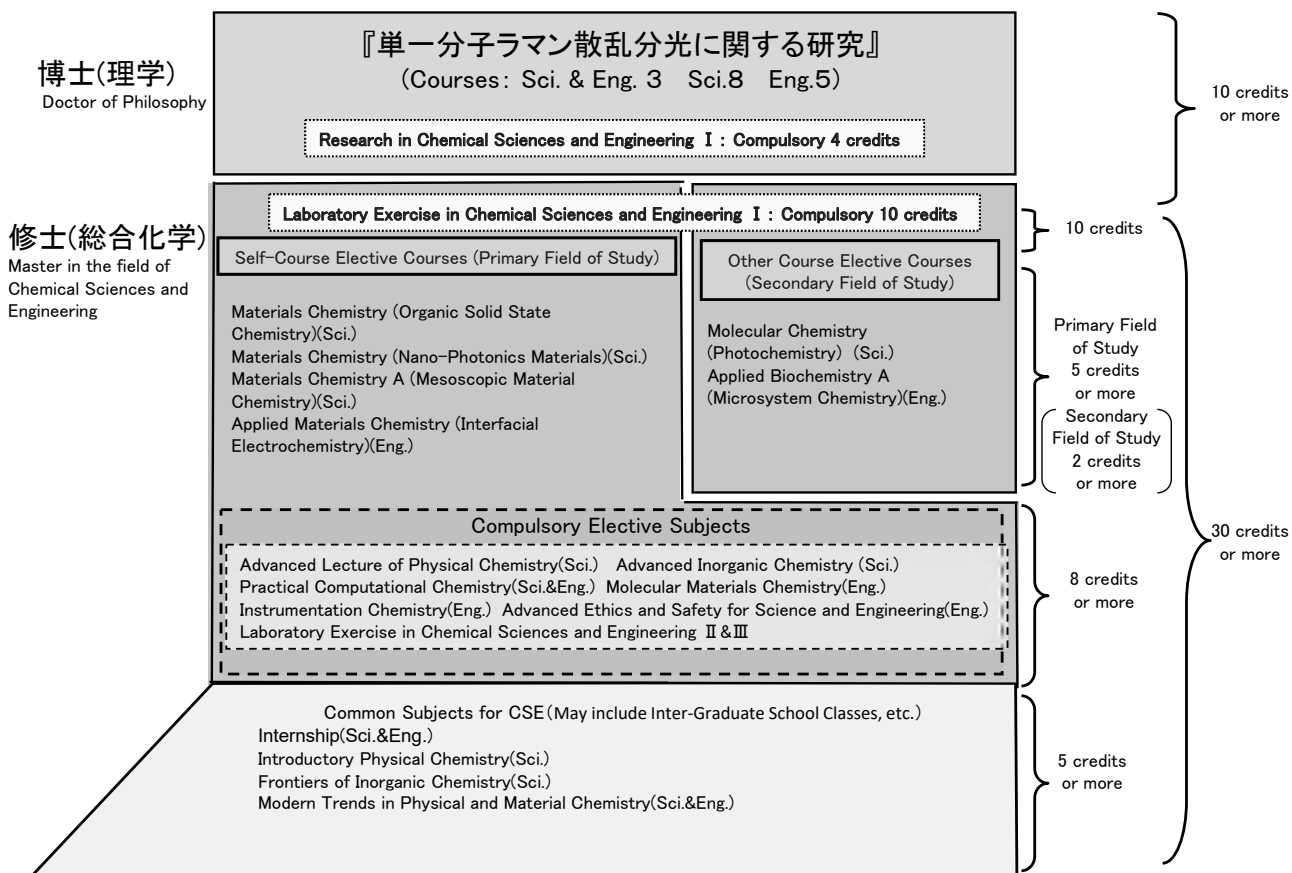 『単一分子ラマン散乱分光に関する研究』
(Courses: Sci. & Eng. 3 Sci.8 Eng.5)
博士(理学)
Doctor of Philosophy
Research in Chemical Sciences and Engineering Ⅰ: Compulsory 4 credits
10 credits
or more
修士(総合化学)
Master in the field of
Chemical Sciences and
Engineering
Laboratory Exercise in Chemical Sciences and Engineering Ⅰ: Compulsory 10 credits
10 credits
Self-Course Elective Courses (Primary Field of Study)
Materials Chemistry (Organic Solid State
Chemistry)(Sci.)
Materials Chemistry (Nano-Photonics Materials)(Sci.)
Materials Chemistry A (Mesoscopic Material
Chemistry)(Sci.)
Applied Materials Chemistry (Interfacial
Electrochemistry)(Eng.)
Other Course Elective Courses
(Secondary Field of Study)
Molecular Chemistry
(Photochemistry) (Sci.)
Applied Biochemistry A
(Microsystem Chemistry)(Eng.)
Primary Field
of Study
5 credits
or more
Secondary
Field of Study
2 credits
or more
Compulsory Elective Subjects
Advanced Lecture of Physical Chemistry(Sci.) Advanced Inorganic Chemistry (Sci.)
Practical Computational Chemistry(Sci.&Eng.) Molecular Materials Chemistry(Eng.)
Instrumentation Chemistry(Eng.) Advanced Ethics and Safety for Science and Engineering(Eng.)
Laboratory Exercise in Chemical Sciences and Engineering Ⅱ&Ⅲ
8 credits
or more
30 credits
or more
Common Subjects for CSE(May include Inter-Graduate School Classes, etc.)
Internship(Sci.&Eng.)
Introductory Physical Chemistry(Sci.)
Frontiers of Inorganic Chemistry(Sci.)
Modern Trends in Physical and Material Chemistry(Sci.&Eng.)
5 credits
or more